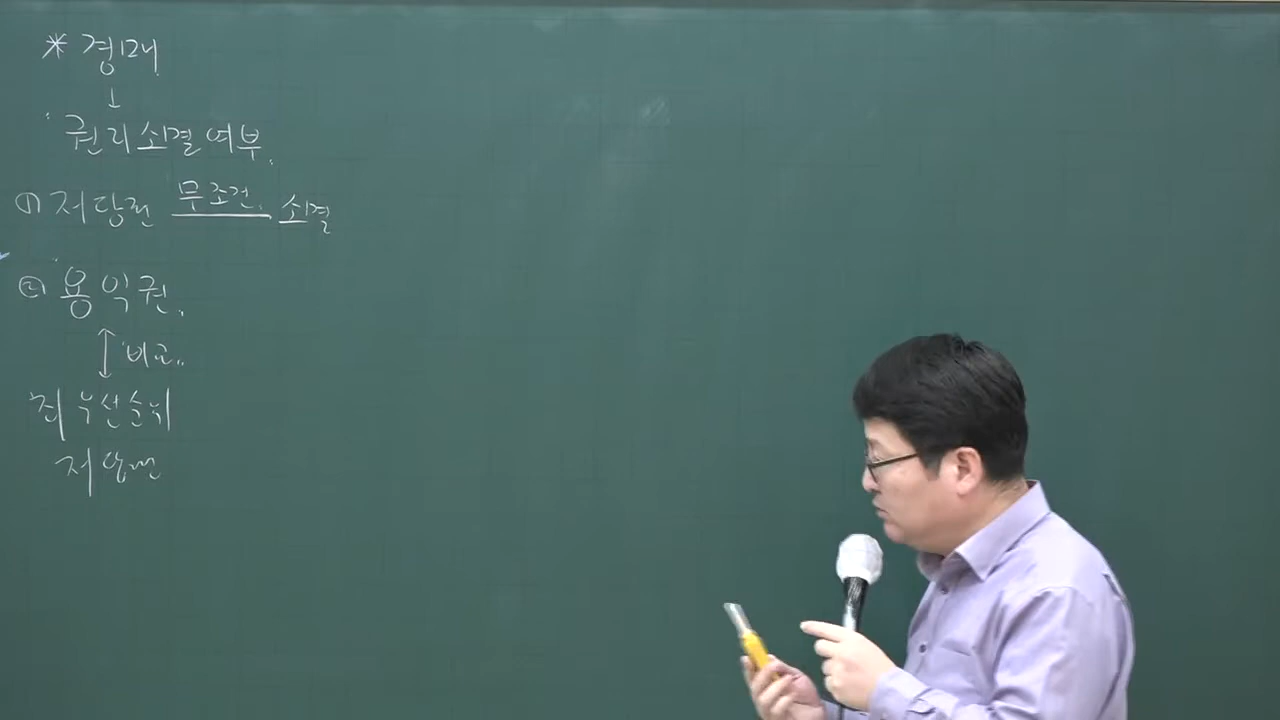 * 경매
↓
권리 소멸 여부.
① 저당권 무조건. 소멸
② 용익권.
↕ 비교..
최우선순위
저당권